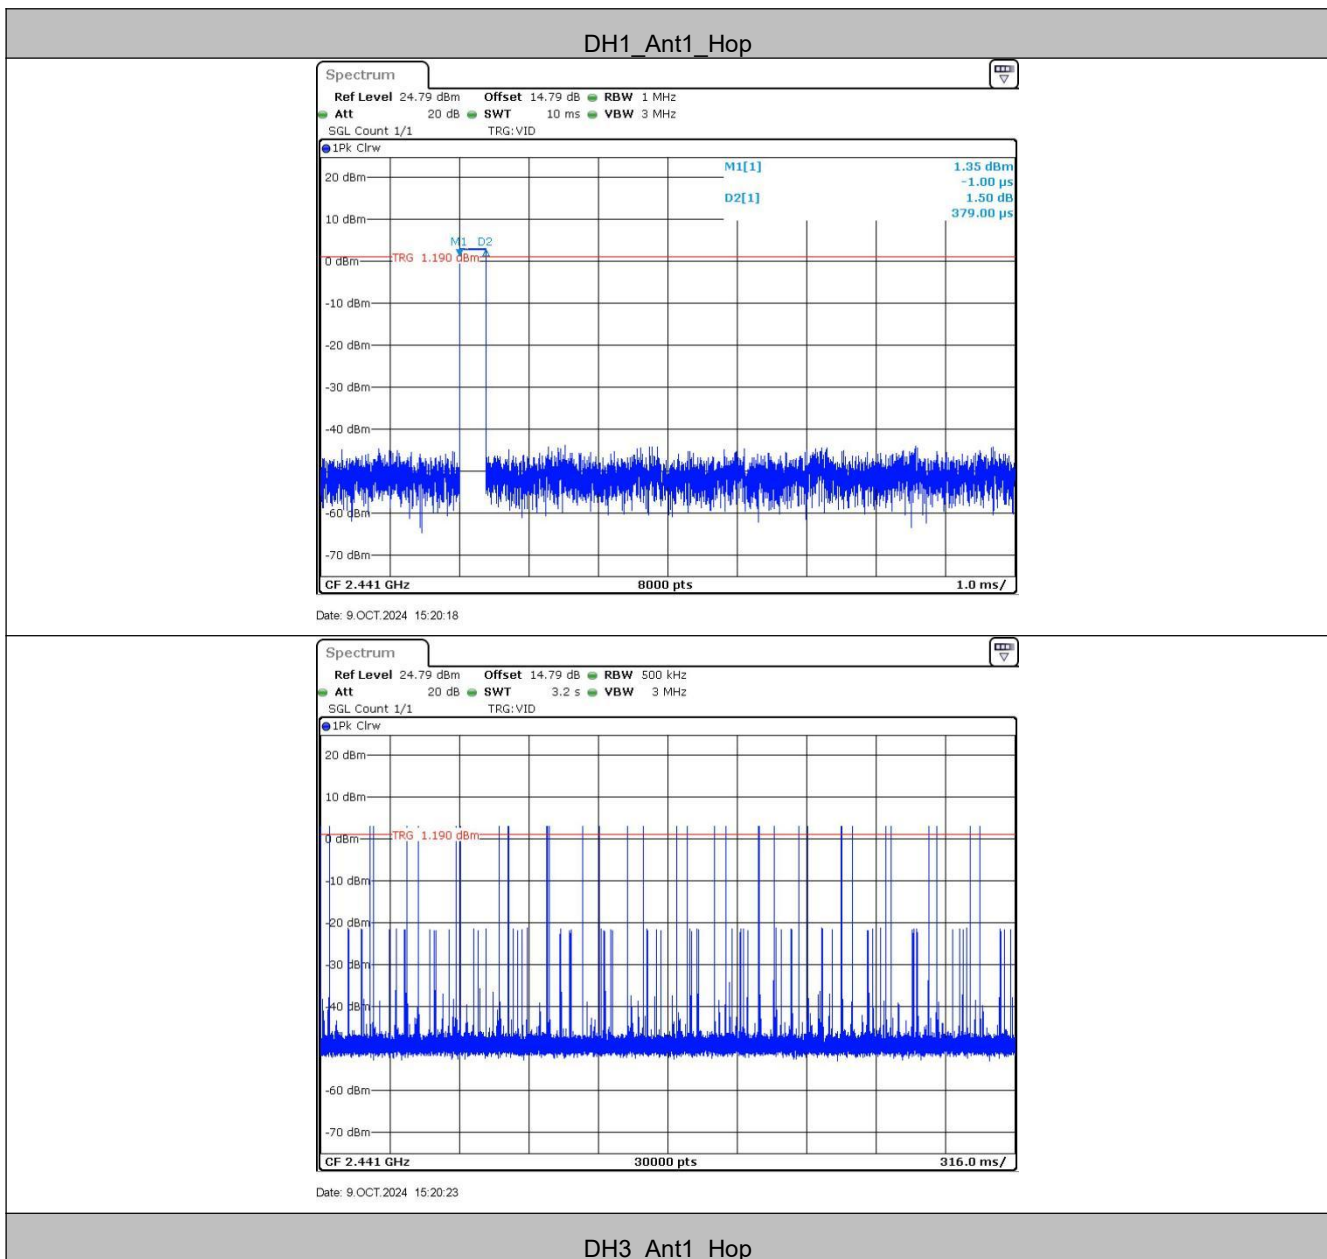 DH1_Ant1_Hop
Spectrum
Ref Level 24.79 dBm Offset 14.79 dB RBW 1 MHz
Att 20 dB SWT 10 ms VBW 3 MHz
SGL Count 1/1 TRG:VID
1Pk Clrw
M1[1] 1.35 dBm
-1.00 µs
D2[1] 1.50 dB
379.00 µs
20 dBm
10 dBm
M1 D2
0 dBm
TRG 1.190 dBm
-10 dBm
-20 dBm
-30 dBm
-40 dBm
-60 dBm
-70 dBm
CF 2.441 GHz 8000 pts 1.0 ms/
Date: 9.OCT.2024 15:20:18
Spectrum
Ref Level 24.79 dBm Offset 14.79 dB RBW 500 kHz
Att 20 dB SWT 3.2 s VBW 3 MHz
SGL Count 1/1 TRG:VID
1Pk Clrw
20 dBm
10 dBm
0 dBm
TRG 1.190 dBm
-10 dBm
-20 dBm
-30 dBm
-40 dBm
-60 dBm
-70 dBm
CF 2.441 GHz 30000 pts 316.0 ms/
Date: 9.OCT.2024 15:20:23
DH3_Ant1_Hop